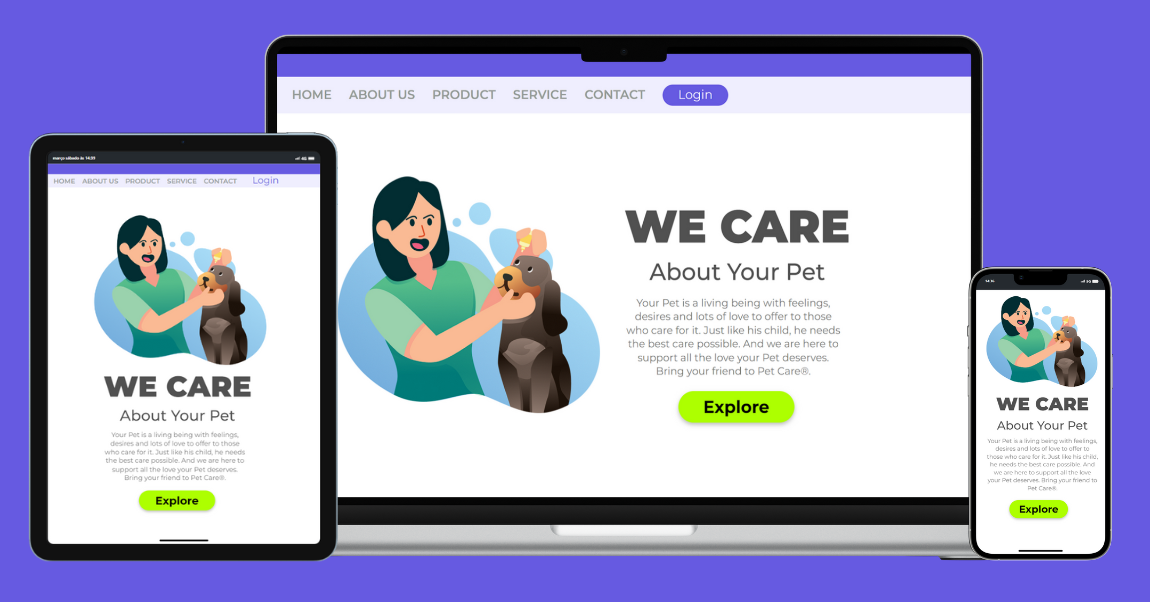 HOME ABOUT US PRODUCT SERVICE CONTACT Login
WE CARE
About Your Pet
Your Pet is a living being with feelings,
desires and lots of love to offer to those
who care for it. Just like his child, he needs
the best care possible. And we are here to
support all the love your Pet deserves.
Bring your friend to Pet Care®.
Explore
HOME ABOUT US PRODUCT SERVICE CONTACT Login
WE CARE
About Your Pet
Your Pet is a living being with feelings,
desires and lots of love to offer to those
who care for it. Just like his child, he needs
the best care possible. And we are here to
support all the love your Pet deserves.
Bring your friend to Pet Care®.
Explore
WE CARE
About Your Pet
Your Pet is a living being with feelings,
desires and lots of love to offer to
those who care for it. Just like his child,
he needs the best care possible. And
we are here to support all the love
your Pet deserves. Bring your friend to
Pet Care®.
Explore